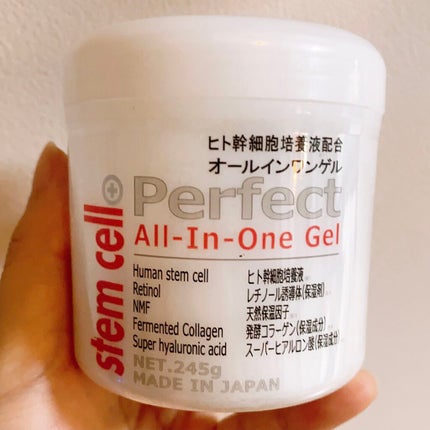 ヒト幹細胞培養液配合
オールインワンゲル
stem cell
Perfect
All-In-One Gel
Human stem cell ヒト幹細胞培養液
Retinol レチノール誘導体(保湿剤)
NMF 天然保湿因子
Fermented Collagen 発酵コラーゲン(保湿成分)
Super hyaluronic acid スーパーヒアルロン酸(保湿成分)
NET.245g
MADE IN JAPAN